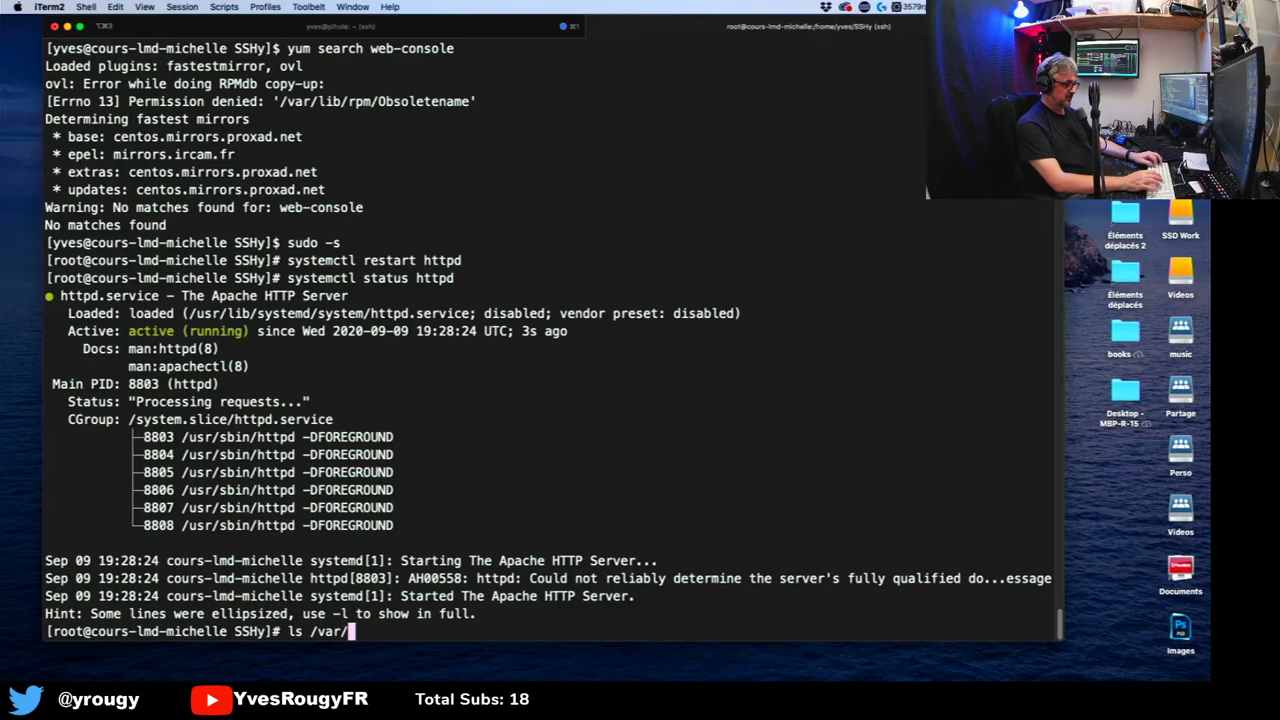 iTerm2 Shell Edit View Session Scripts Profiles Toolbelt Window Help
⌥⌘2 yves@pihole: ~ (ssh) ⌘1 root@cours-lmd-michelle:/home/yves/SSHy (ssh)
[yves@cours-lmd-michelle SSHy]$ yum search web-console
Loaded plugins: fastestmirror, ovl
ovl: Error while doing RPMdb copy-up:
[Errno 13] Permission denied: '/var/lib/rpm/Obsoletename'
Determining fastest mirrors
* base: centos.mirrors.proxad.net
* epel: mirrors.ircam.fr
* extras: centos.mirrors.proxad.net
* updates: centos.mirrors.proxad.net
Warning: No matches found for: web-console
No matches found
[yves@cours-lmd-michelle SSHy]$ sudo -s
[root@cours-lmd-michelle SSHy]# systemctl restart httpd
[root@cours-lmd-michelle SSHy]# systemctl status httpd
● httpd.service - The Apache HTTP Server
Loaded: loaded (/usr/lib/systemd/system/httpd.service; disabled; vendor preset: disabled)
Active: active (running) since Wed 2020-09-09 19:28:24 UTC; 3s ago
Docs: man:httpd(8)
man:apachectl(8)
Main PID: 8803 (httpd)
Status: "Processing requests..."
CGroup: /system.slice/httpd.service
├─8803 /usr/sbin/httpd -DFOREGROUND
├─8804 /usr/sbin/httpd -DFOREGROUND
├─8805 /usr/sbin/httpd -DFOREGROUND
├─8806 /usr/sbin/httpd -DFOREGROUND
├─8807 /usr/sbin/httpd -DFOREGROUND
└─8808 /usr/sbin/httpd -DFOREGROUND
Sep 09 19:28:24 cours-lmd-michelle systemd[1]: Starting The Apache HTTP Server...
Sep 09 19:28:24 cours-lmd-michelle httpd[8803]: AH00558: httpd: Could not reliably determine the server's fully qualified do...essage
Sep 09 19:28:24 cours-lmd-michelle systemd[1]: Started The Apache HTTP Server.
Hint: Some lines were ellipsized, use -l to show in full.
[root@cours-lmd-michelle SSHy]# ls /var/
Éléments déplacés 2
SSD Work
Éléments déplacés
Videos
books
music
Desktop - MBP-R-15
Partage
Perso
Videos
Documents
Images
@yrougy YvesRougyFR Total Subs: 18